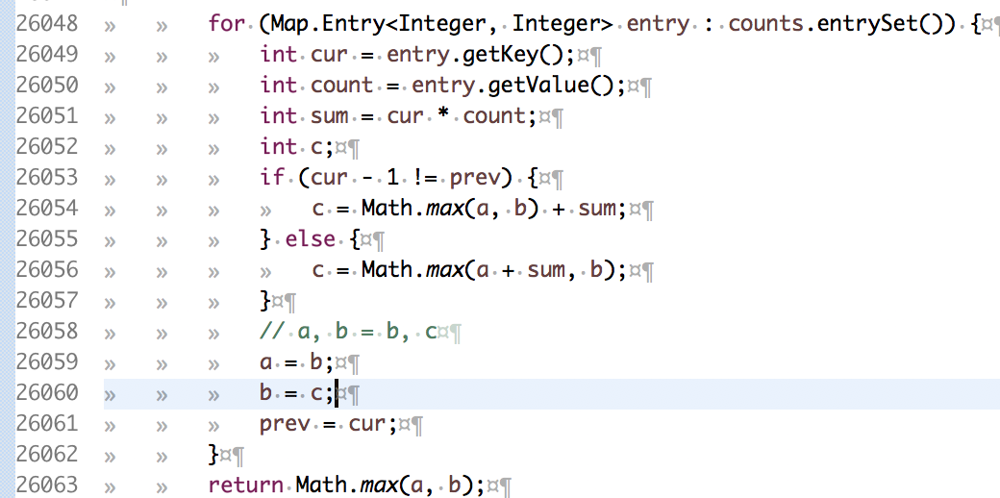 26048 » » for·(Map.Entry<Integer,·Integer>·entry·:·counts.entrySet())·{¤¶
26049 » » » int·cur·=·entry.getKey();¤¶
26050 » » » int·count·=·entry.getValue();¤¶
26051 » » » int·sum·=·cur·*·count;¤¶
26052 » » » int·c;¤¶
26053 » » » if·(cur·-·1·!=·prev)·{¤¶
26054 » » » » c·=·Math.max(a,·b)·+·sum;¤¶
26055 » » » }·else·{¤¶
26056 » » » » c·=·Math.max(a·+·sum,·b);¤¶
26057 » » » }¤¶
26058 » » » //·a,·b·=·b,·c¤¶
26059 » » » a·=·b;¤¶
26060 » » » b·=·c;¤¶
26061 » » » prev·=·cur;¤¶
26062 » » }¤¶
26063 » » return·Math.max(a,·b);¤¶